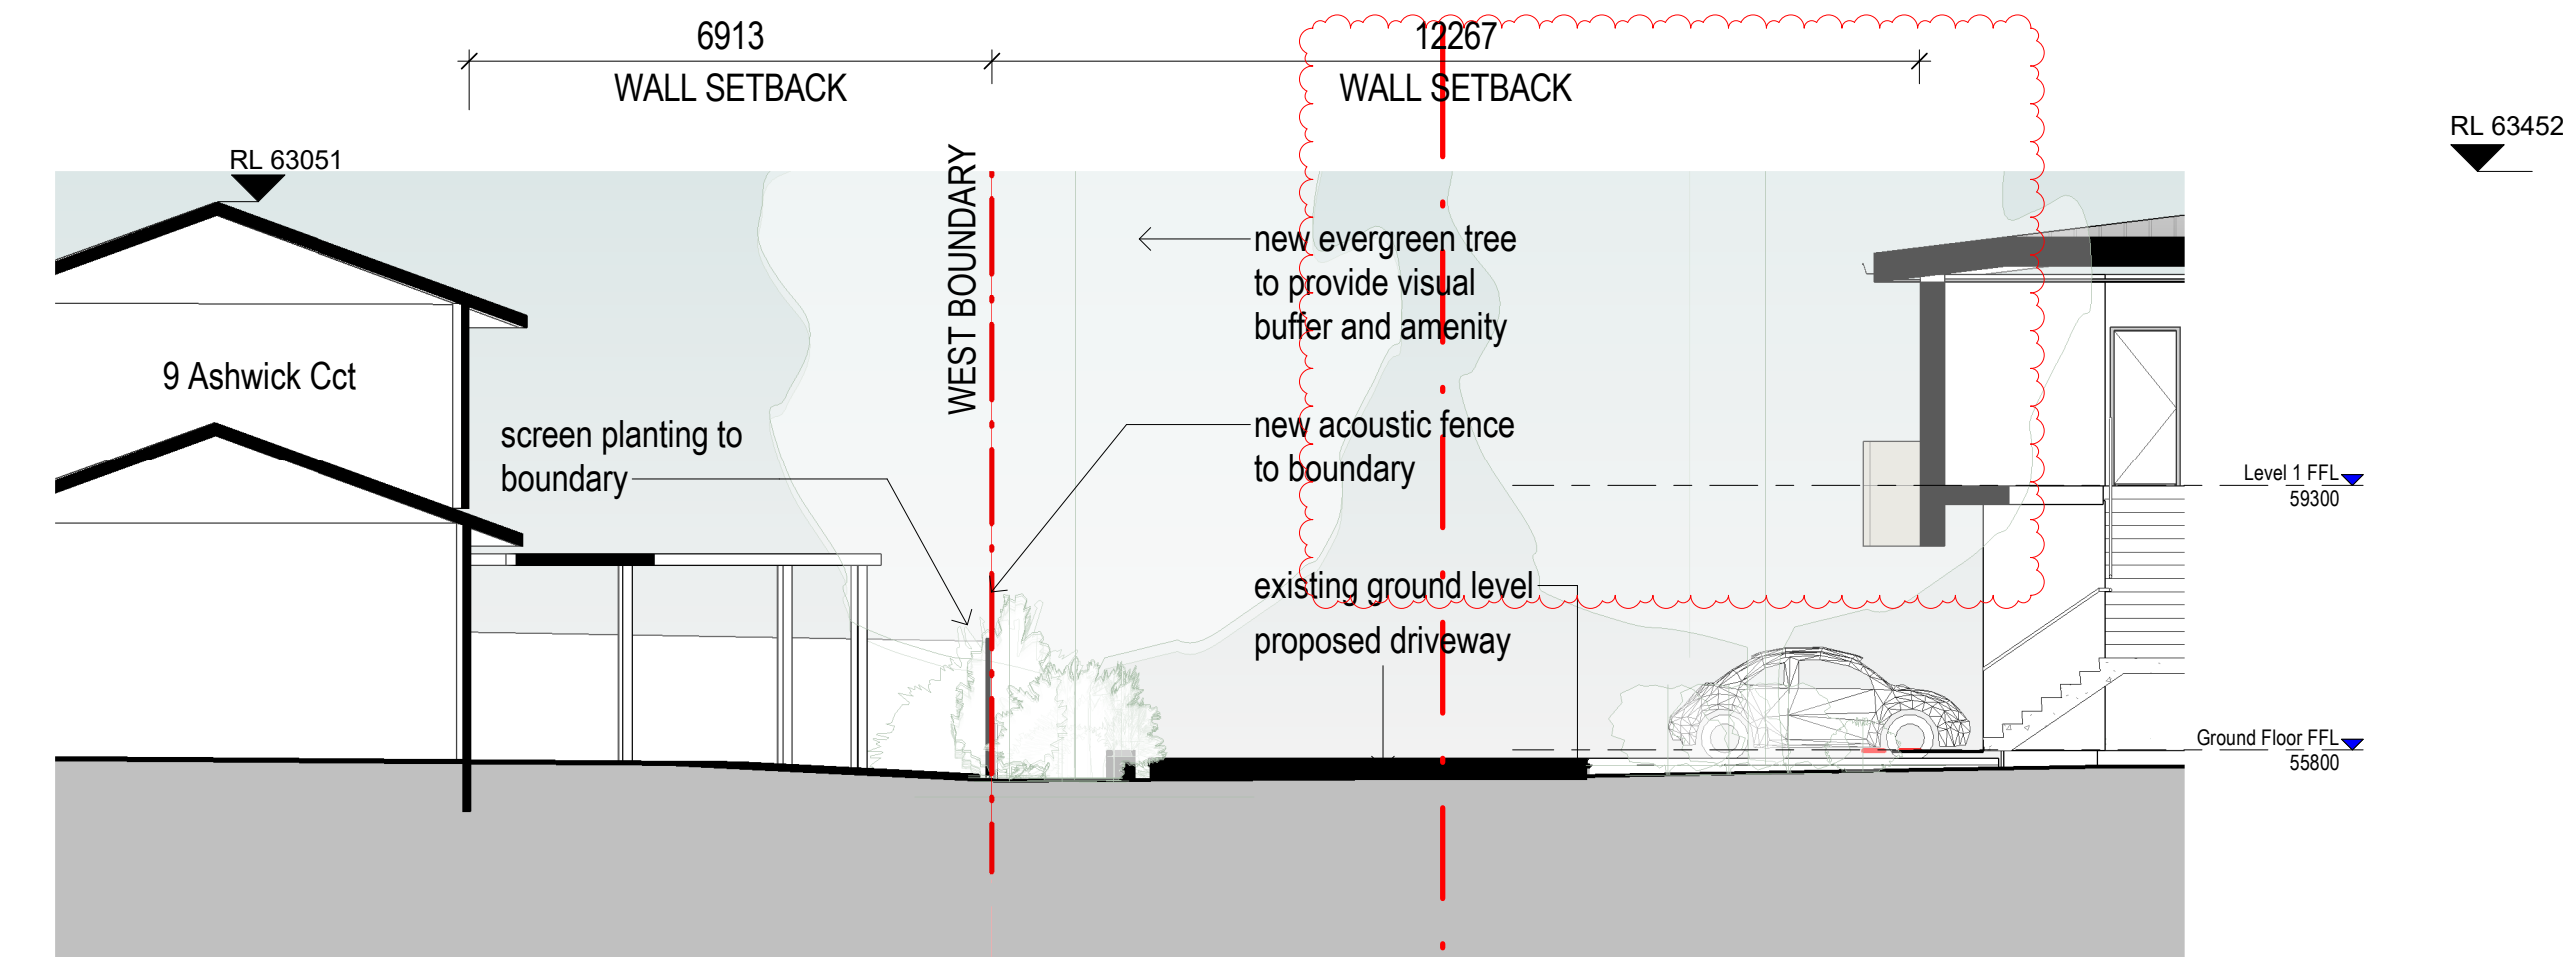 6913
WALL SETBACK
12267
WALL SETBACK
RL 63051
RL 63452
WEST BOUNDARY
new evergreen tree
to provide visual
buffer and amenity
9 Ashwick Cct
screen planting to
boundary
new acoustic fence
to boundary
Level 1 FFL
59300
existing ground level
proposed driveway
Ground Floor FFL
55800